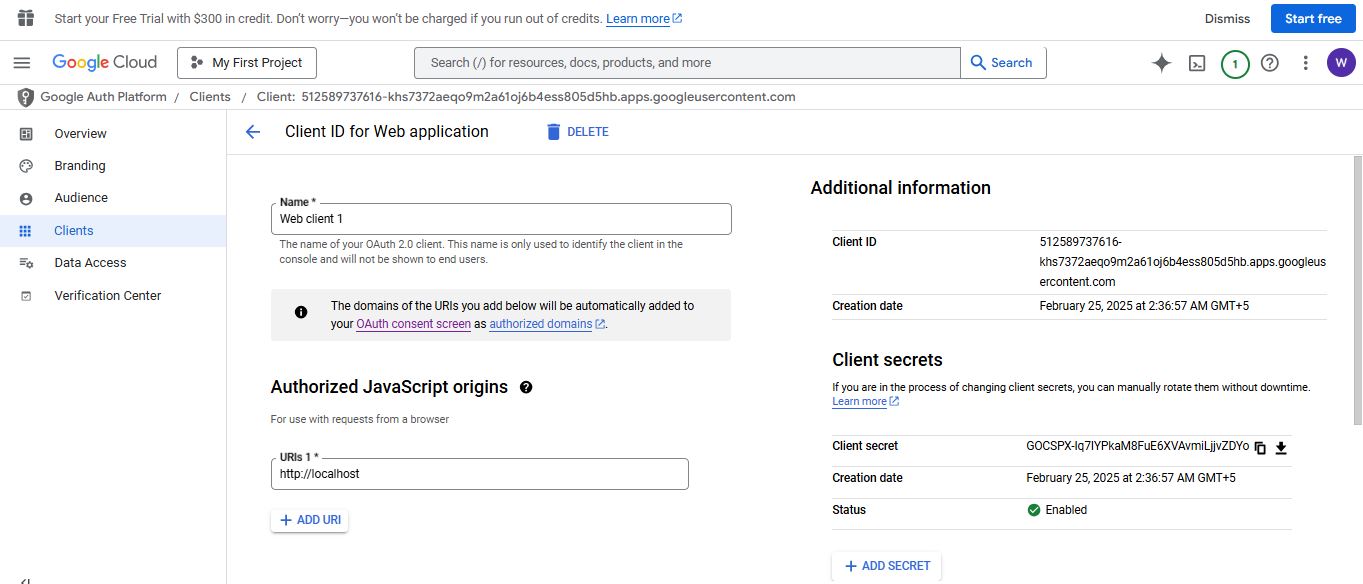 Start your Free Trial with $300 in credit. Don’t worry—you won’t be charged if you run out of credits. Learn more
Dismiss
Start free
Google Cloud
My First Project
Search (/) for resources, docs, products, and more
Search
1
W
Google Auth Platform / Clients / Client: 512589737616-khs7372aeqo9m2a61oj6b4ess805d5hb.apps.googleusercontent.com
Overview
Branding
Audience
Clients
Data Access
Verification Center
Client ID for Web application
DELETE
Name *
Web client 1
The name of your OAuth 2.0 client. This name is only used to identify the client in the
console and will not be shown to end users.
The domains of the URIs you add below will be automatically added to
your OAuth consent screen as authorized domains.
Authorized JavaScript origins
For use with requests from a browser
URIs 1 *
http://localhost
ADD URI
Additional information
Client ID
512589737616-
khs7372aeqo9m2a61oj6b4ess805d5hb.apps.googleus
ercontent.com
Creation date
February 25, 2025 at 2:36:57 AM GMT+5
Client secrets
If you are in the process of changing client secrets, you can manually rotate them without downtime.
Learn more
Client secret
Creation date
February 25, 2025 at 2:36:57 AM GMT+5
Status
Enabled
ADD SECRET